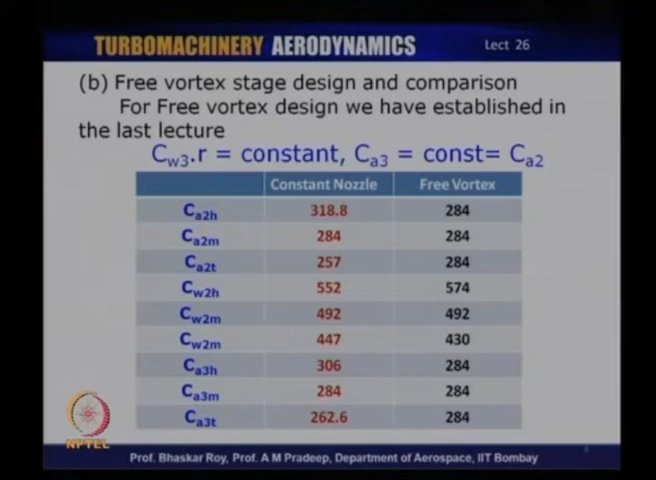 TURBOMACHINERY AERODYNAMICS Lect 26
(b) Free vortex stage design and comparison
For Free vortex design we have established in
the last lecture
Cw3.r = constant, Ca3 = const= Ca2
Constant Nozzle Free Vortex
Ca2h 318.8 284
Ca2m 284 284
Ca2t 257 284
Cw2h 552 574
Cw2m 492 492
Cw2m 447 430
Ca3h 306 284
Ca3m 284 284
Ca3t 262.6 284
NPTEL
Prof. Bhaskar Roy, Prof. A M Pradeep, Department of Aerospace, IIT Bombay